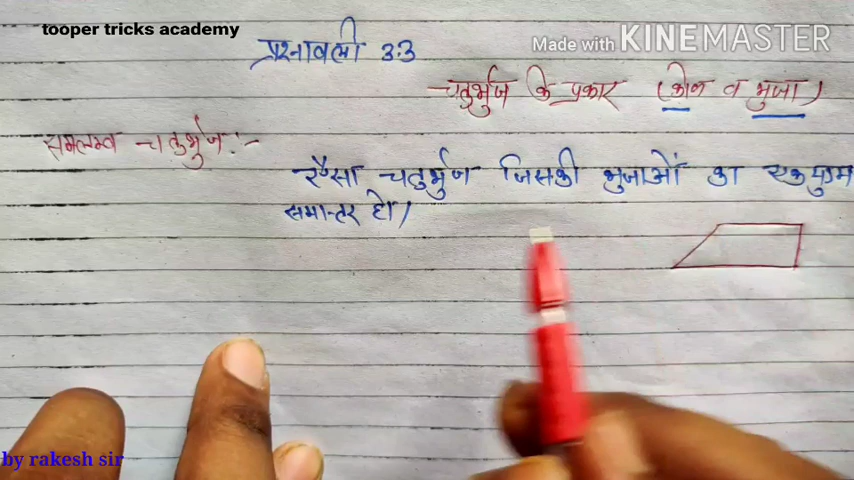 tooper tricks academy
Made with KINEMASTER
प्रश्नावली 3.3
चतुर्भुज के प्रकार (कोन व भुजा)
समलम्ब चतुर्भुज :-
ऐसा चतुर्भुज जिसकी भुजाओं का एक युग्म
समान्तर हो।
by rakesh sir